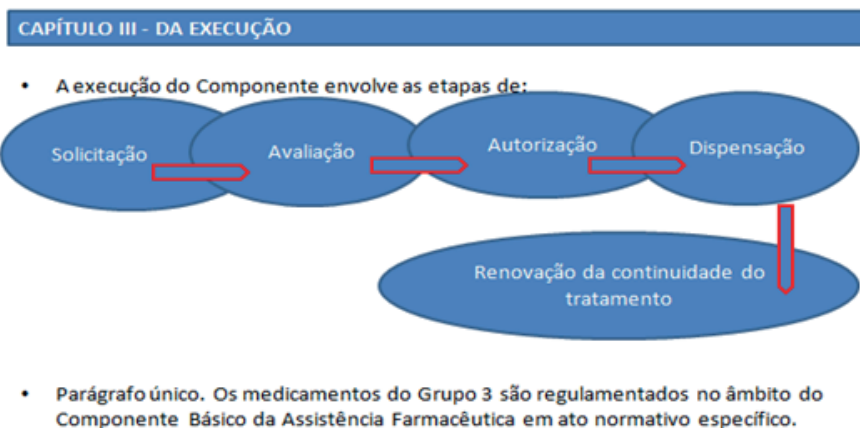 CAPÍTULO III - DA EXECUÇÃO
• A execução do Componente envolve as etapas de:
Solicitação
Avaliação
Autorização
Dispensação
Renovação da continuidade do
tratamento
• Parágrafo único. Os medicamentos do Grupo 3 são regulamentados no âmbito do
Componente Básico da Assistência Farmacêutica em ato normativo específico.